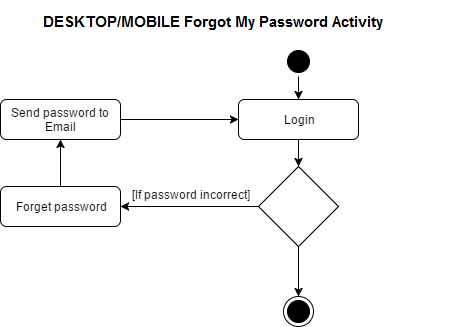 DESKTOP/MOBILE Forgot My Password Activity
Send password to
Email
Login
[If password incorrect]
Forget password